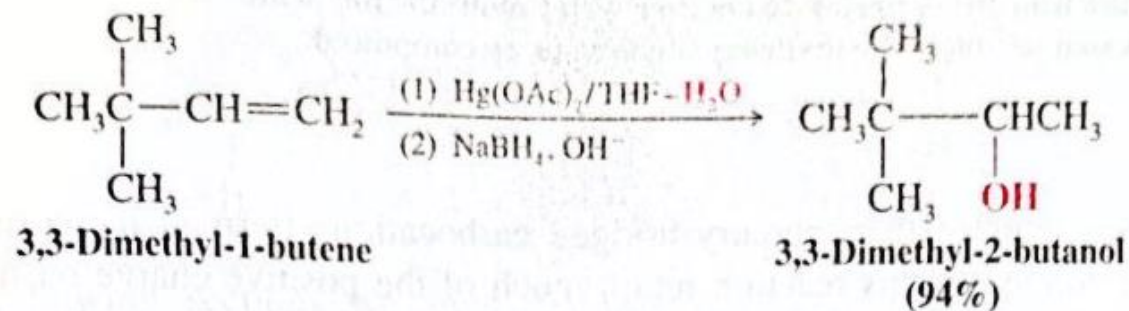 CH₃
CH₃C—CH=CH₂
CH₃
3,3-Dimethyl-1-butene
(1) Hg(OAc)₂/THF-H₂O
(2) NaBH₄, OH⁻
CH₃
CH₃C—CHCH₃
CH₃ OH
3,3-Dimethyl-2-butanol
(94%)